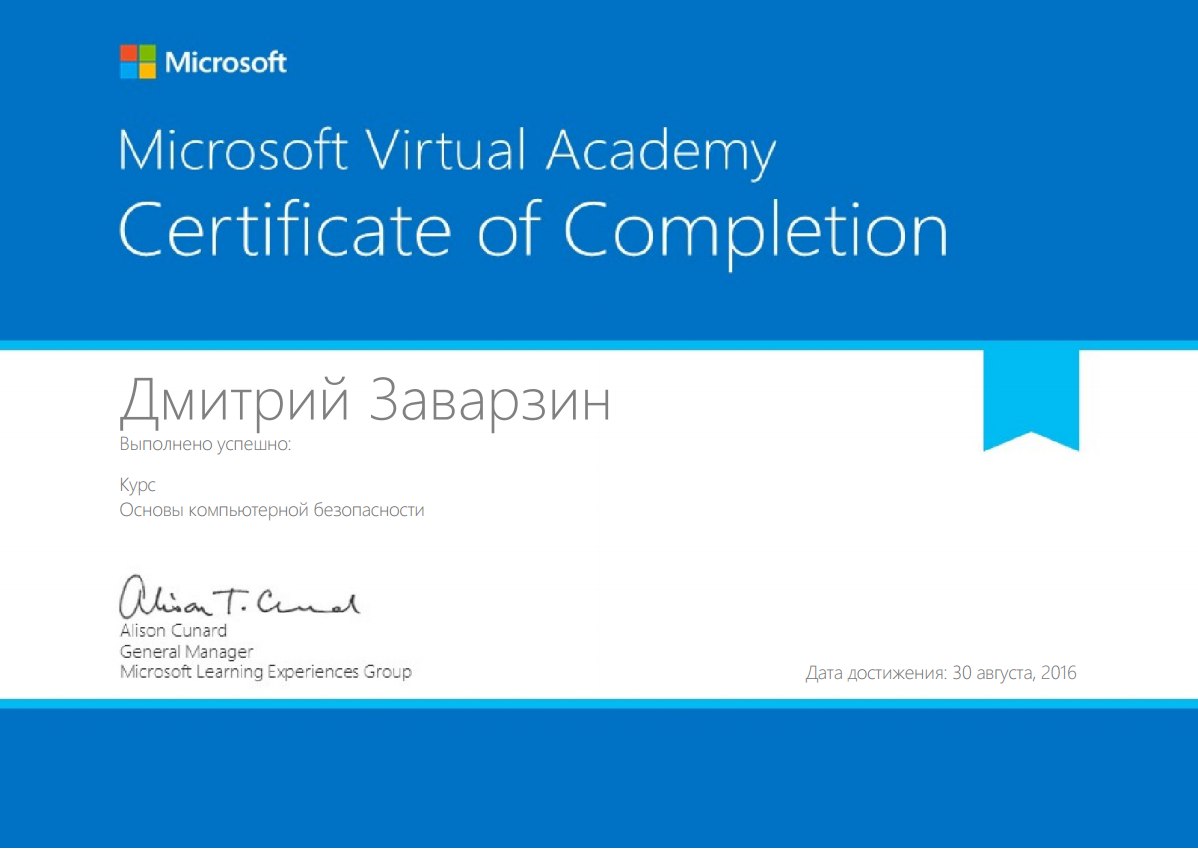 Microsoft
Microsoft Virtual Academy
Certificate of Completion
Дмитрий Заварзин
Выполнено успешно:
Курс
Основы компьютерной безопасности
Alison T. Cunard
Alison Cunard
General Manager
Microsoft Learning Experiences Group
Дата достижения: 30 августа, 2016